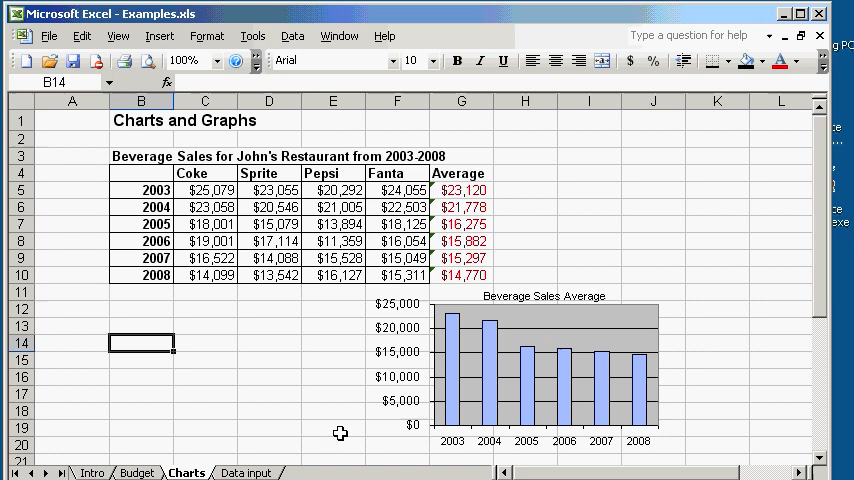 Microsoft Excel - Examples.xls
File Edit View Insert Format Tools Data Window Help Type a question for help
100% Arial 10 B I U $ %
B14 fx
A B C D E F G H I J K L
1 Charts and Graphs
2
3 Beverage Sales for John's Restaurant from 2003-2008
4 Coke Sprite Pepsi Fanta Average
5 2003 $25,079 $23,055 $20,292 $24,055 $23,120
6 2004 $23,058 $20,546 $21,005 $22,503 $21,778
7 2005 $18,001 $15,079 $13,894 $18,125 $16,275
8 2006 $19,001 $17,114 $11,359 $16,054 $15,882
9 2007 $16,522 $14,088 $15,528 $15,049 $15,297
10 2008 $14,099 $13,542 $16,127 $15,311 $14,770
11 Beverage Sales Average
12 $25,000
13 $20,000
14
15 $15,000
16 $10,000
17
18 $5,000
19 $0
20 2003 2004 2005 2006 2007 2008
21
Intro Budget Charts Data input
g PC
ce
ce
exe